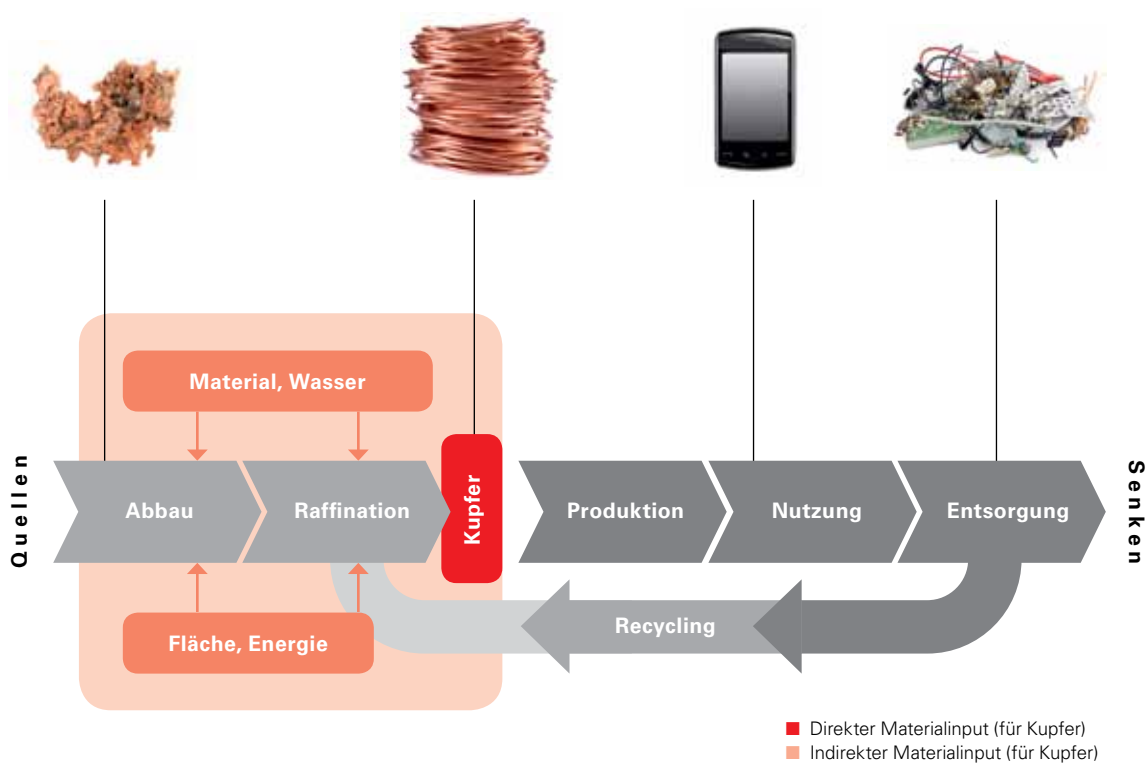 Material, Wasser
Quellen
Abbau
Raffination
Kupfer
Produktion
Nutzung
Entsorgung
Senken
Fläche, Energie
Recycling
Direkter Materialinput (für Kupfer)
Indirekter Materialinput (für Kupfer)